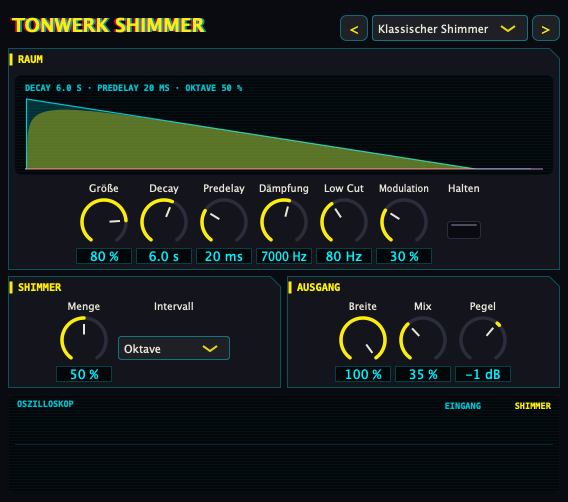 TONWERK SHIMMER
< Klassischer Shimmer >
RAUM
DECAY 6.0 S · PREDELAY 20 MS · OKTAVE 50 %
Größe Decay Predelay Dämpfung Low Cut Modulation Halten
80 % 6.0 s 20 ms 7000 Hz 80 Hz 30 %
SHIMMER
Menge Intervall
Oktave
50 %
AUSGANG
Breite Mix Pegel
100 % 35 % −1 dB
OSZILLOSKOP EINGANG SHIMMER